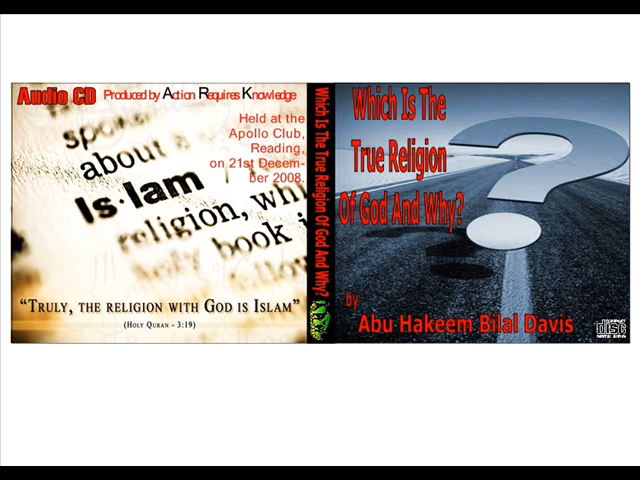 Audio CD
Produced by Action Requires Knowledge
Held at the
Apollo Club,
Reading,
on 21st Decem-
ber 2008.
about a
Is·lam
religion, whi
book i
"TRULY, THE RELIGION WITH GOD IS ISLAM"
(HOLY QURAN - 3:19)
Which Is The True Religion Of God And Why?
Which Is The
True Religion
Of God And Why?
by
Abu Hakeem Bilal Davis
COMPACT
disc